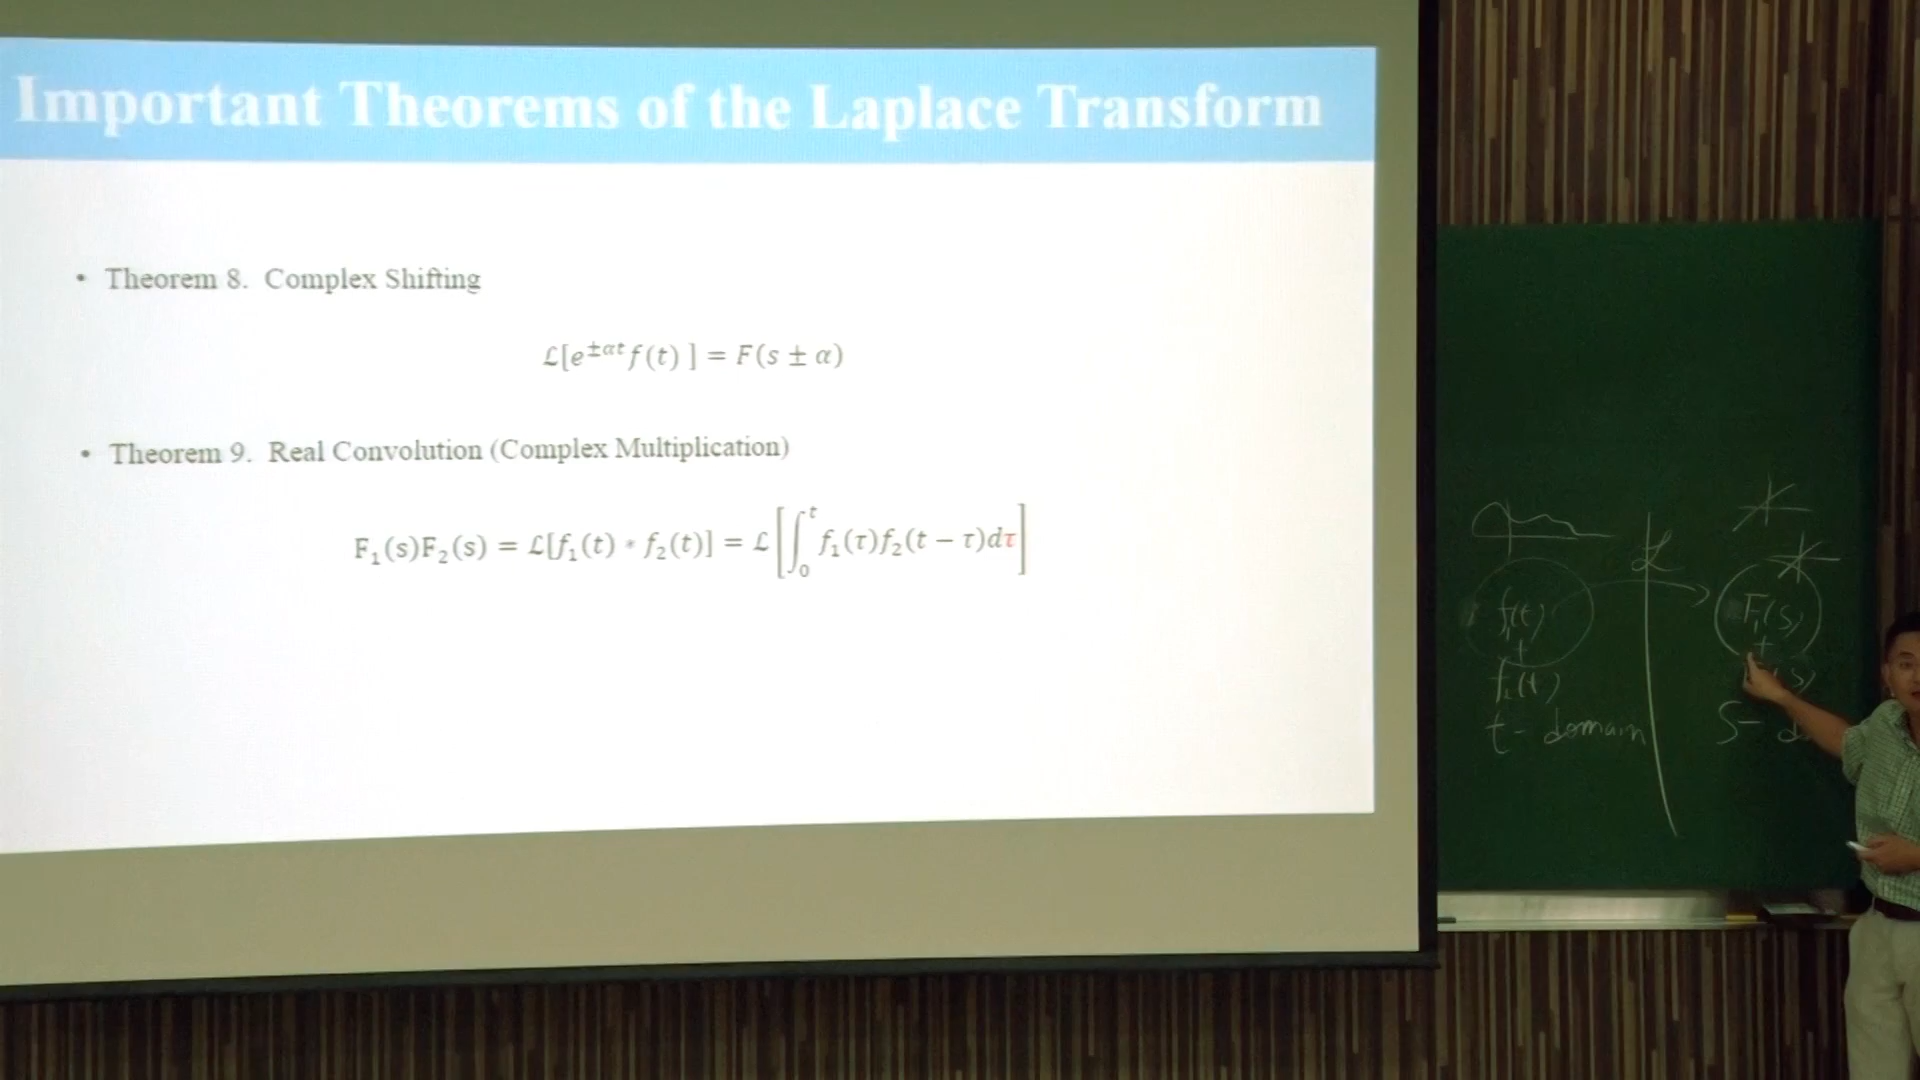 Important Theorems of the Laplace Transform
• Theorem 8. Complex Shifting
ℒ[e^{±αt} f(t) ] = F(s ± α)
• Theorem 9. Real Convolution (Complex Multiplication)
F₁(s)F₂(s) = ℒ[f₁(t) * f₂(t)] = ℒ[∫₀ᵗ f₁(τ)f₂(t − τ)dτ]
ℒ
f₁(t)
+
f₂(t)
t - domain
F₁(s)
+
(s)
S-